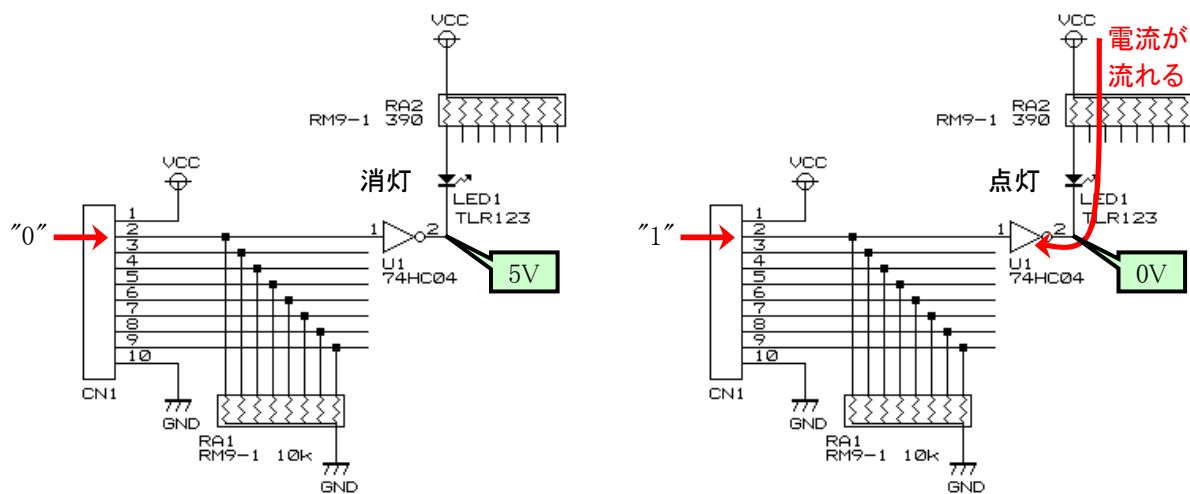 VCC
RA2
RM9-1 390
VCC
消灯
LED1
TLR123
"0"
1
2
3
4
5
6
7
8
9
10
1
2
U1
74HC04
5V
CN1
GND
RA1
RM9-1 10k
GND
VCC
電流が
流れる
RA2
RM9-1 390
VCC
点灯
LED1
TLR123
"1"
1
2
3
4
5
6
7
8
9
10
1
2
U1
74HC04
0V
CN1
GND
RA1
RM9-1 10k
GND